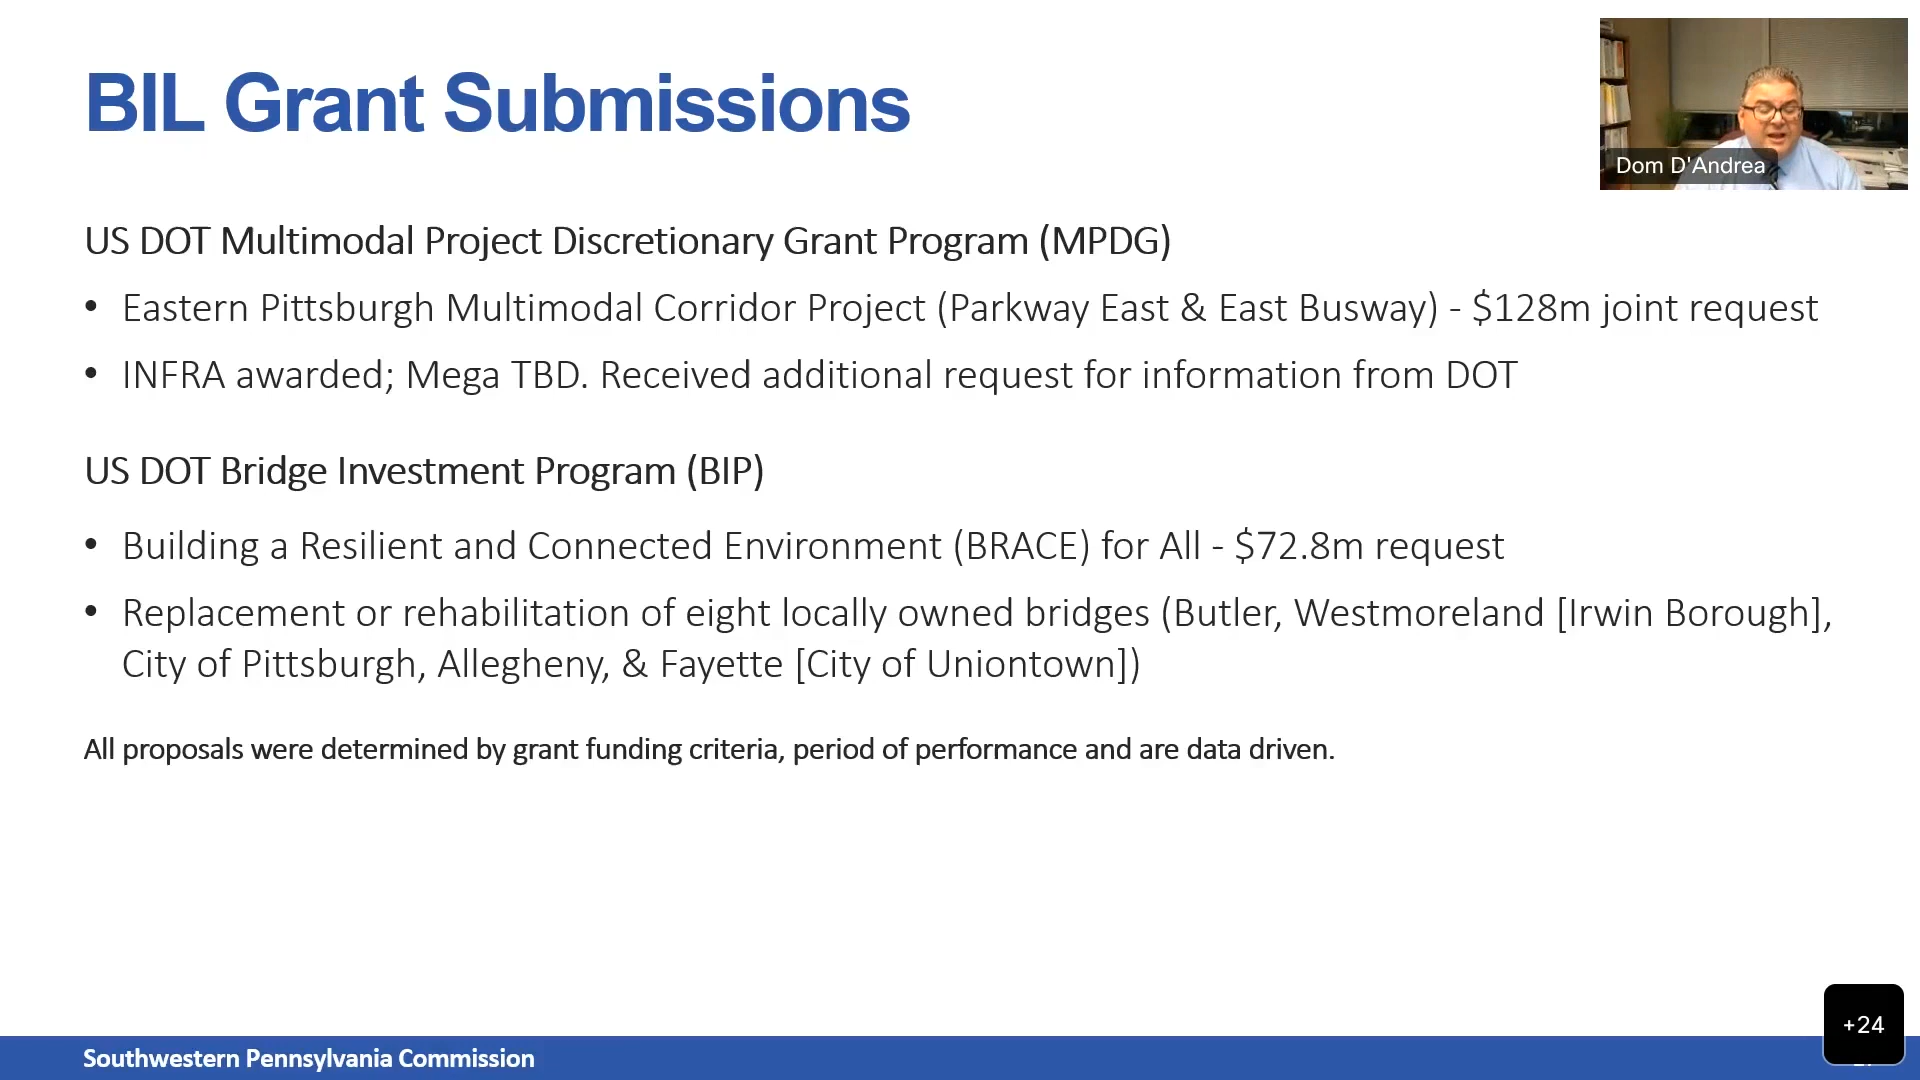 BIL Grant Submissions
Dom D'Andrea
US DOT Multimodal Project Discretionary Grant Program (MPDG)
• Eastern Pittsburgh Multimodal Corridor Project (Parkway East & East Busway) - $128m joint request
• INFRA awarded; Mega TBD. Received additional request for information from DOT
US DOT Bridge Investment Program (BIP)
• Building a Resilient and Connected Environment (BRACE) for All - $72.8m request
• Replacement or rehabilitation of eight locally owned bridges (Butler, Westmoreland [Irwin Borough],
City of Pittsburgh, Allegheny, & Fayette [City of Uniontown])
All proposals were determined by grant funding criteria, period of performance and are data driven.
+24
Southwestern Pennsylvania Commission